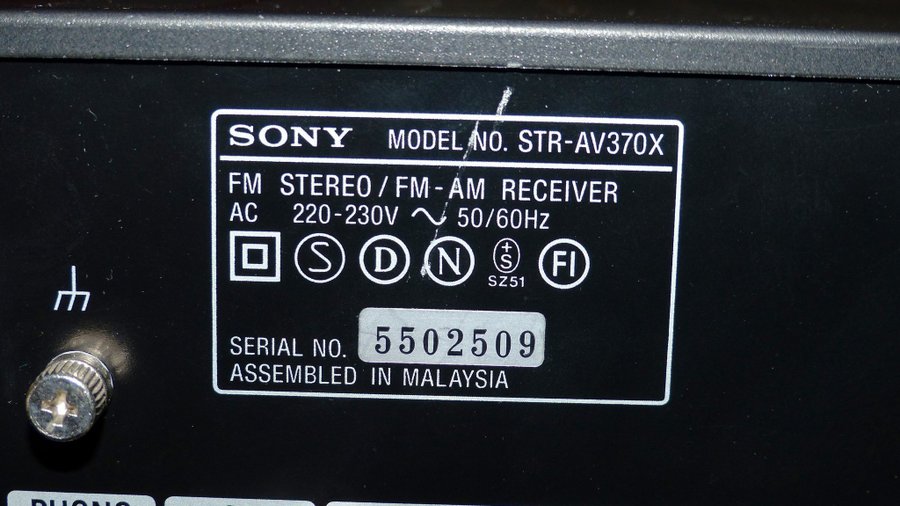 SONY MODEL NO. STR-AV370X
FM STEREO / FM-AM RECEIVER
AC 220-230V ~ 50/60Hz
S D N +S FI
SZ51
SERIAL NO. 5502509
ASSEMBLED IN MALAYSIA
PHONO